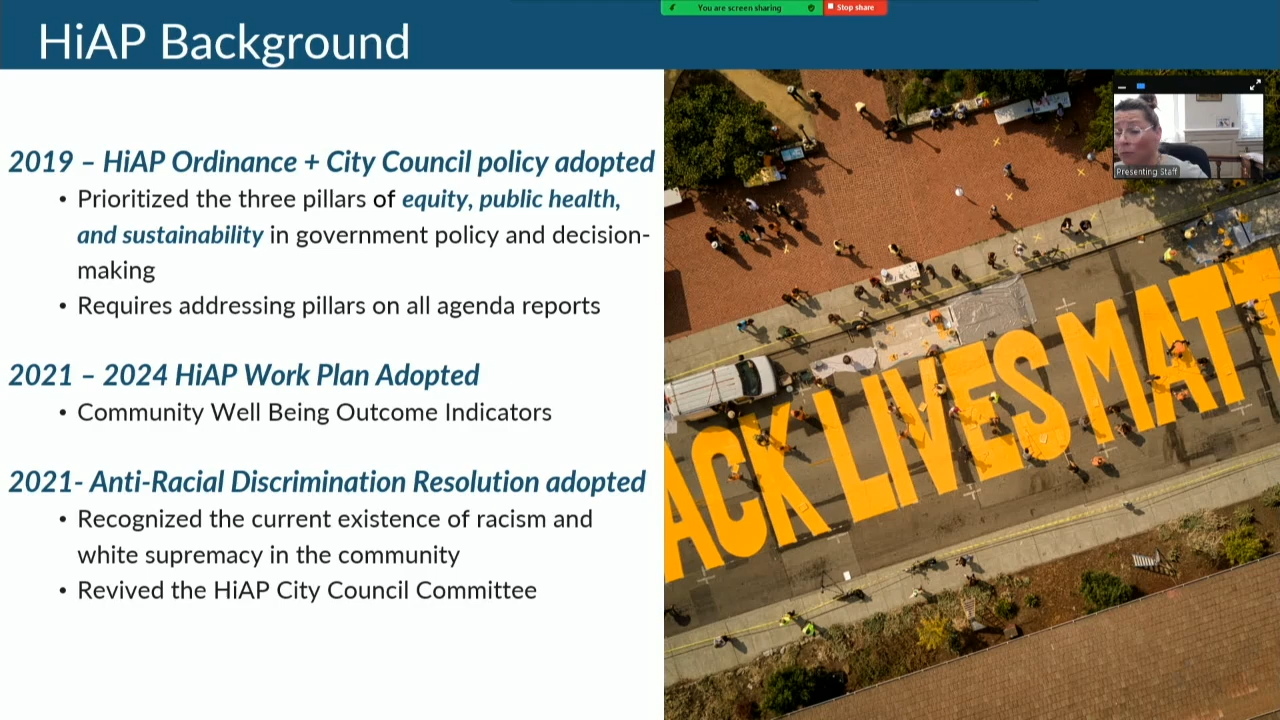 You are screen sharing
Stop share
HiAP Background
2019 – HiAP Ordinance + City Council policy adopted
• Prioritized the three pillars of equity, public health,
and sustainability in government policy and decision-
making
• Requires addressing pillars on all agenda reports
2021 – 2024 HiAP Work Plan Adopted
• Community Well Being Outcome Indicators
2021- Anti-Racial Discrimination Resolution adopted
• Recognized the current existence of racism and
white supremacy in the community
• Revived the HiAP City Council Committee
Presenting Staff
ACK LIVES MATT